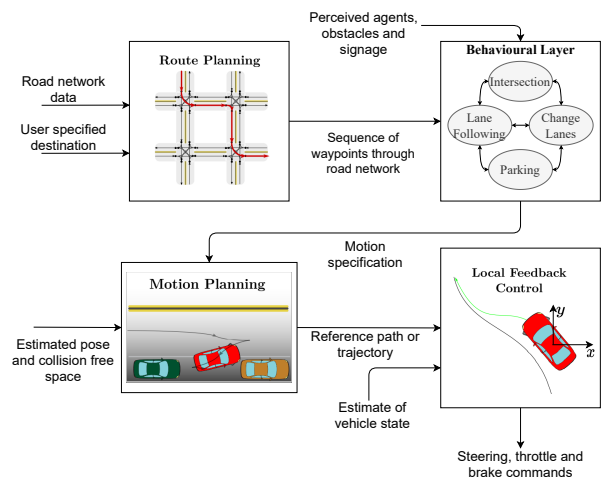 Perceived agents,
obstacles and
signage
Route Planning
Behavioural Layer
Road network
data
User specified
destination
Sequence of
waypoints through
road network
Intersection
Lane
Following
Change
Lanes
Parking
Motion
specification
Motion Planning
Local Feedback
Control
y
x
Estimated pose
and collision free
space
Reference path or
trajectory
Estimate of
vehicle state
Steering, throttle and
brake commands